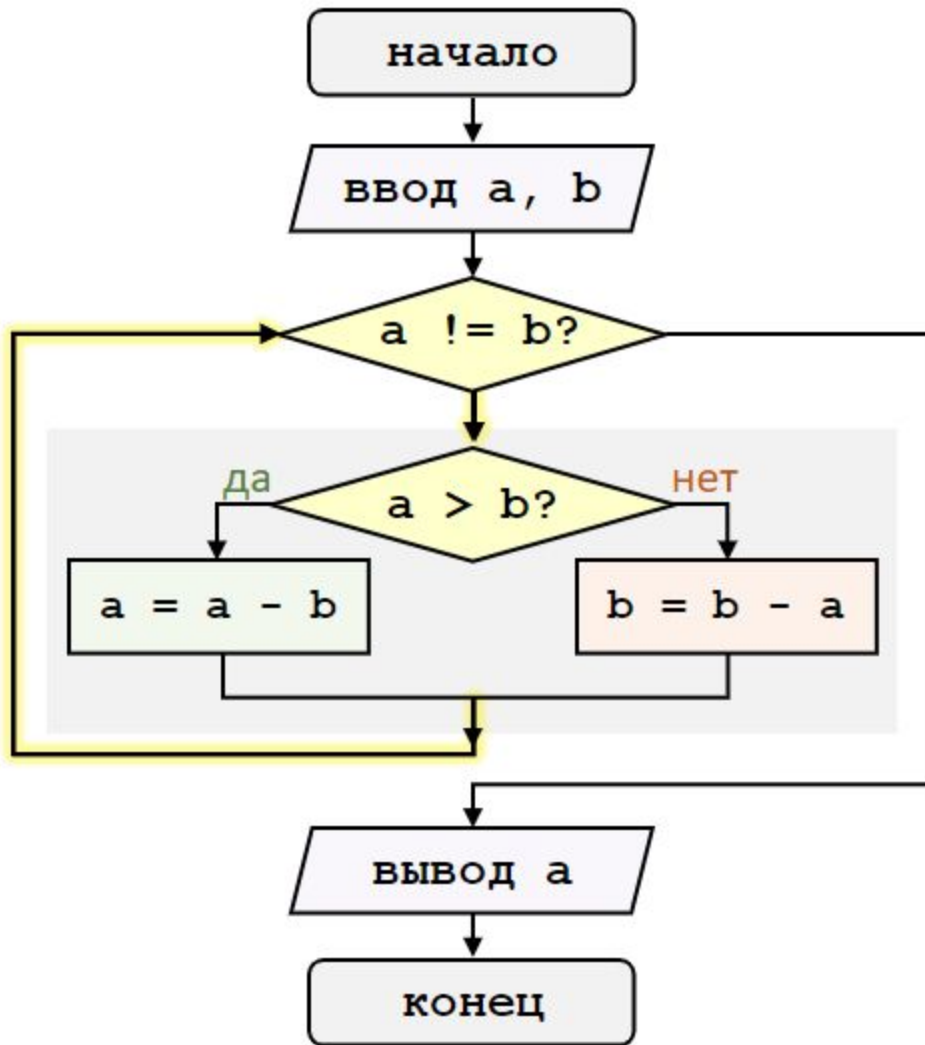 начало
ввод a, b
a != b?
да
нет
a > b?
a = a - b
b = b - a
вывод a
конец